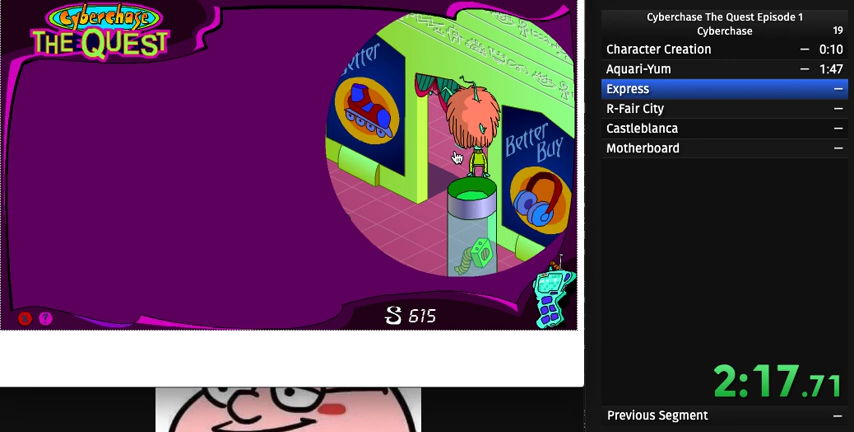 Cyberchase
THE QUEST
Better
Better
Buy
S 615
?
Cyberchase The Quest Episode 1
Cyberchase 19
Character Creation — 0:10
Aquari-Yum — 1:47
Express —
R-Fair City —
Castleblanca —
Motherboard —
2:17.71
Previous Segment —